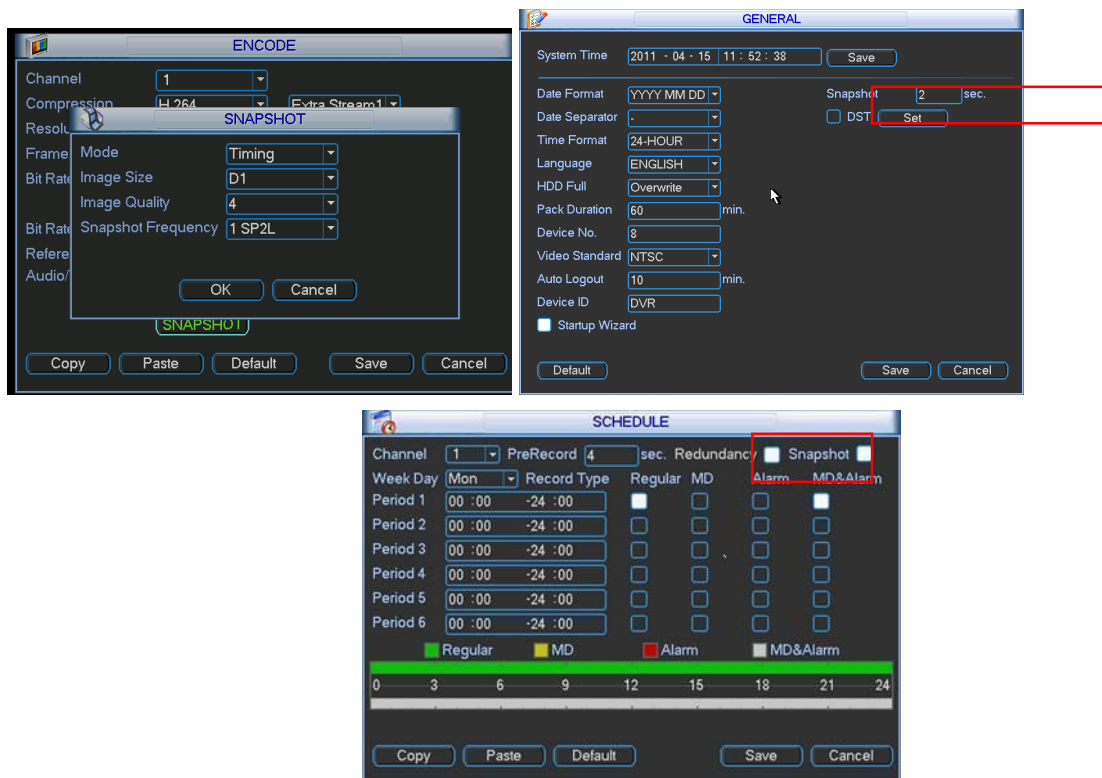 ENCODE
Channel 1
Compression H.264 Extra Stream1
SNAPSHOT
Resolu
Frame
Bit Rate
Bit Rate
Refere
Audio/
Mode Timing
Image Size D1
Image Quality 4
Snapshot Frequency 1 SP2L
OK Cancel
SNAPSHOT
Copy Paste Default Save Cancel
GENERAL
System Time 2011 - 04 - 15 11 : 52 : 38 Save
Date Format YYYY MM DD Snapshot 2 sec.
Date Separator - DST Set
Time Format 24-HOUR
Language ENGLISH
HDD Full Overwrite
Pack Duration 60 min.
Device No. 8
Video Standard NTSC
Auto Logout 10 min.
Device ID DVR
Startup Wizard
Default Save Cancel
SCHEDULE
Channel 1 PreRecord 4 sec. Redundancy Snapshot
Week Day Mon Record Type Regular MD Alarm MD&Alarm
Period 1 00 :00 -24 :00
Period 2 00 :00 -24 :00
Period 3 00 :00 -24 :00
Period 4 00 :00 -24 :00
Period 5 00 :00 -24 :00
Period 6 00 :00 -24 :00
Regular MD Alarm MD&Alarm
0 3 6 9 12 15 18 21 24
Copy Paste Default Save Cancel